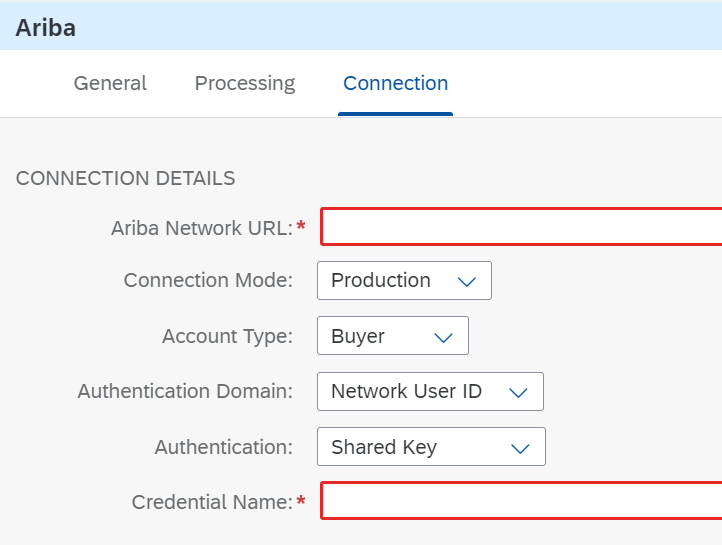 Ariba
General Processing Connection
CONNECTION DETAILS
Ariba Network URL:*
Connection Mode: Production
Account Type: Buyer
Authentication Domain: Network User ID
Authentication: Shared Key
Credential Name:*